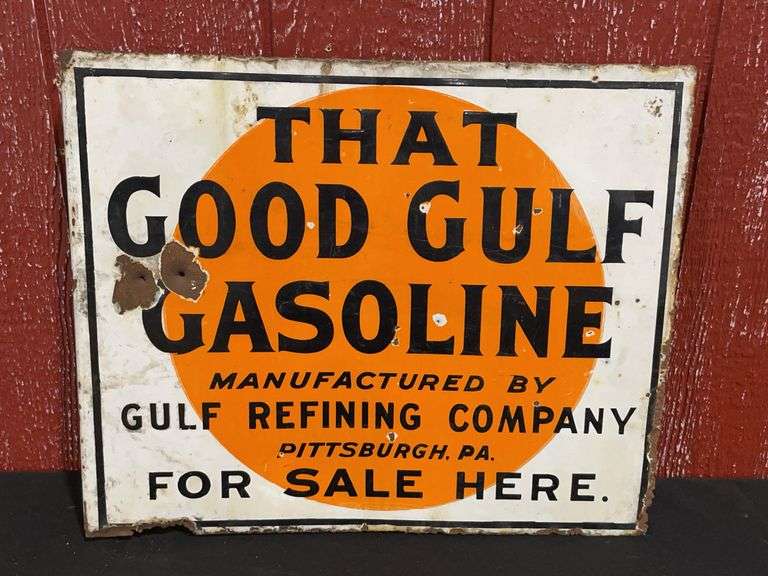 THAT
GOOD GULF
GASOLINE
MANUFACTURED BY
GULF REFINING COMPANY
PITTSBURGH, PA.
FOR SALE HERE.